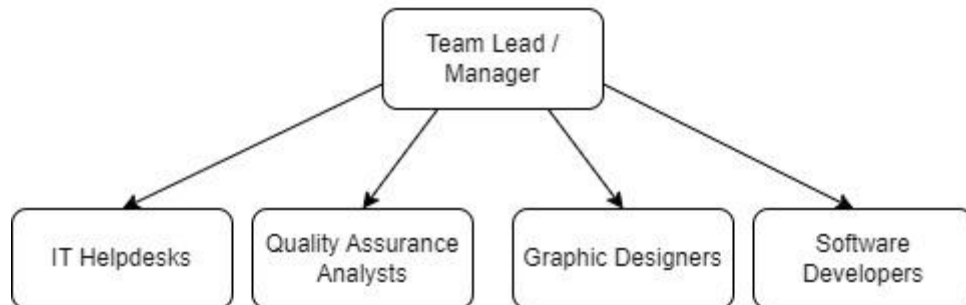 Team Lead /
Manager
IT Helpdesks
Quality Assurance
Analysts
Graphic Designers
Software
Developers